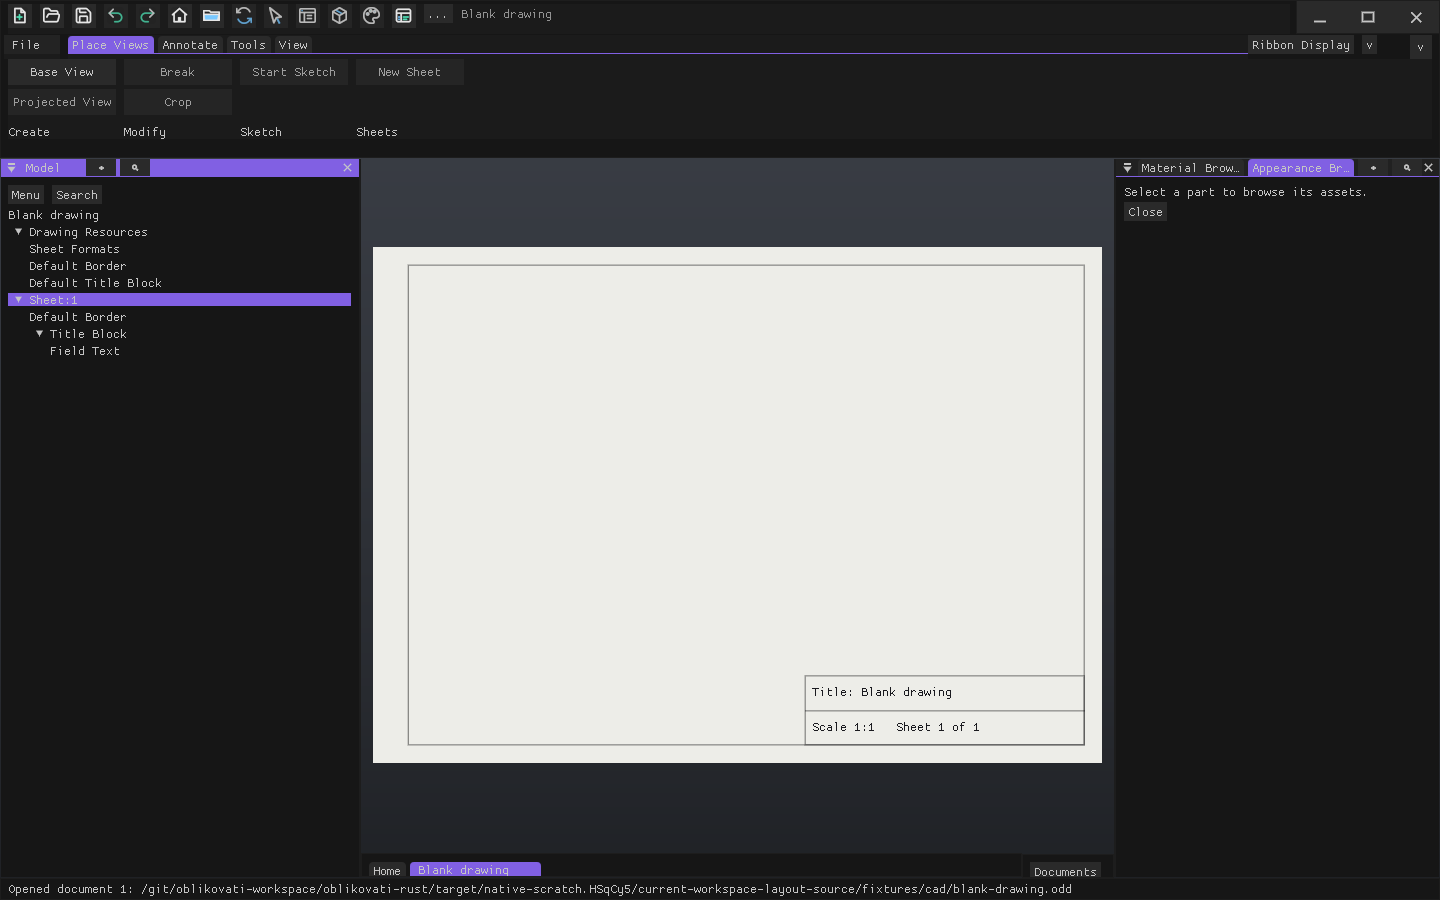 ... Blank drawing
File Place Views Annotate Tools View Ribbon Display v v
Base View Break Start Sketch New Sheet
Projected View Crop
Create Modify Sketch Sheets
Model Material Brow… Appearance Br…
Menu Search
Select a part to browse its assets.
Close
Blank drawing
Drawing Resources
Sheet Formats
Default Border
Default Title Block
Sheet:1
Default Border
Title Block
Field Text
Title: Blank drawing
Scale 1:1 Sheet 1 of 1
Home Blank drawing Documents
Opened document 1: /git/oblikovati-workspace/oblikovati-rust/target/native-scratch.HSqCy5/current-workspace-layout-source/fixtures/cad/blank-drawing.odd